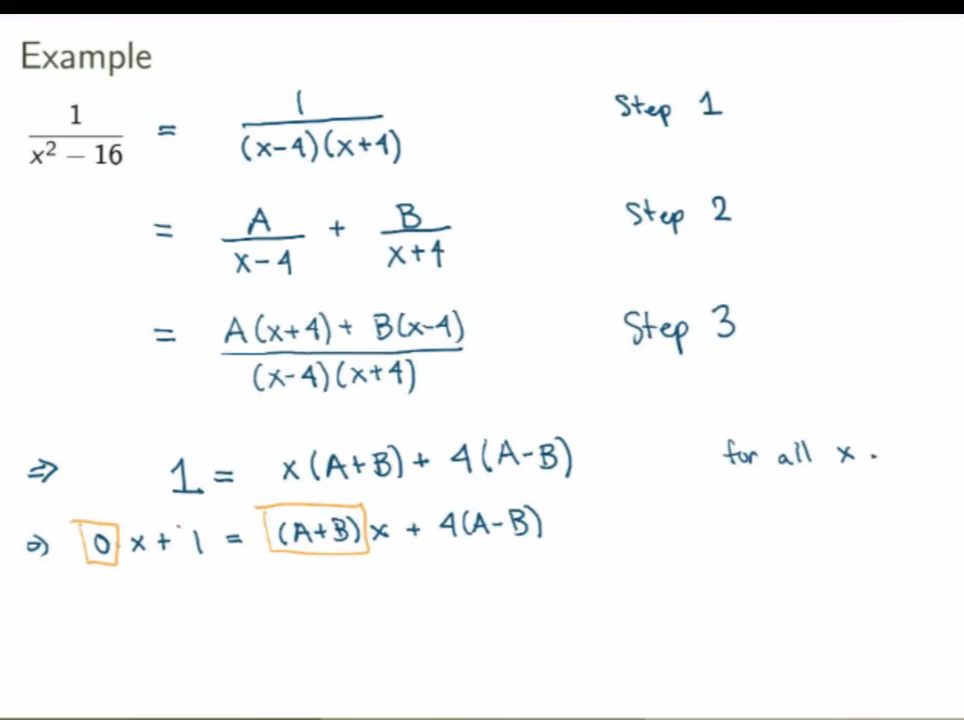 Example
1/(x² − 16) = 1/((x-4)(x+4)) Step 1
= A/(x-4) + B/(x+4) Step 2
= (A(x+4) + B(x-4))/((x-4)(x+4)) Step 3
⇒ 1 = x(A+B) + 4(A-B) for all x.
⇒ 0·x + 1 = (A+B)x + 4(A-B)